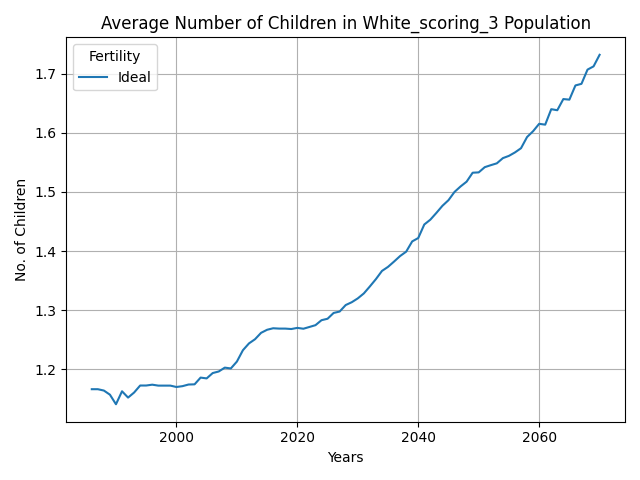 Average Number of Children in White_scoring_3 Population
Fertility
Ideal
No. of Children
1.7
1.6
1.5
1.4
1.3
1.2
2000 2020 2040 2060
Years